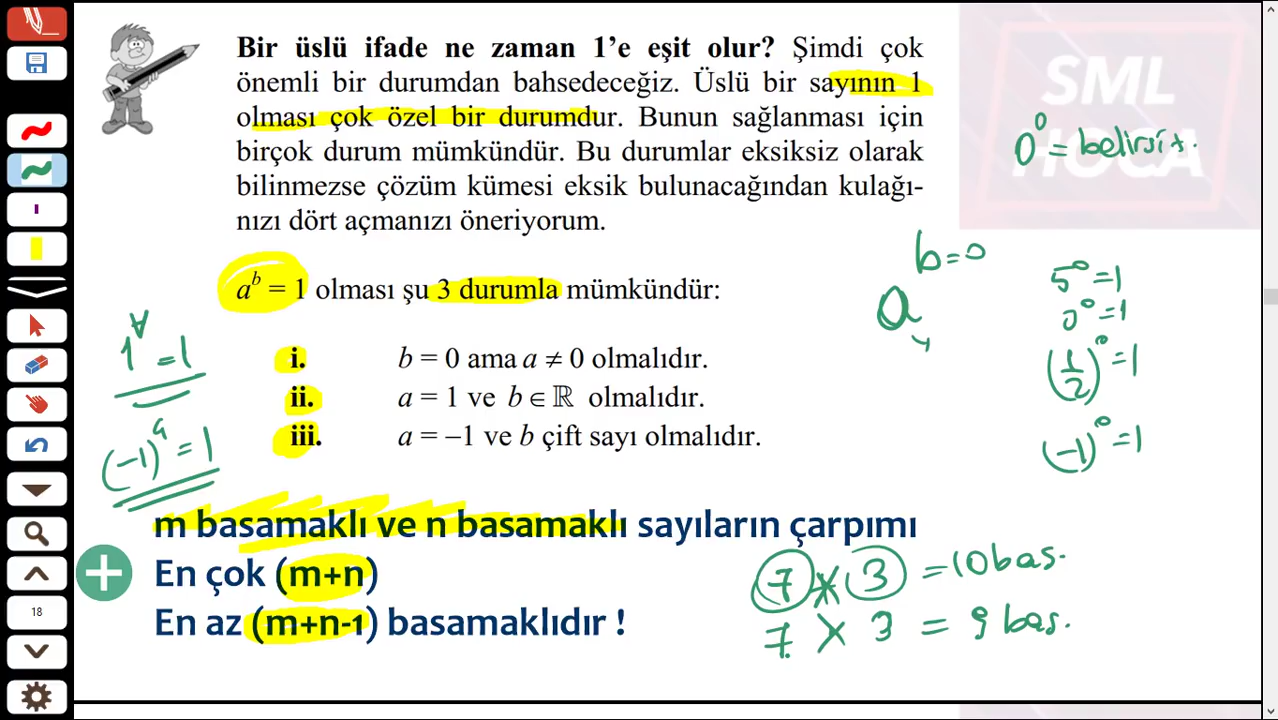 Bir üslü ifade ne zaman 1’e eşit olur? Şimdi çok
önemli bir durumdan bahsedeceğiz. Üslü bir sayının 1
olması çok özel bir durumdur. Bunun sağlanması için
birçok durum mümkündür. Bu durumlar eksiksiz olarak
bilinmezse çözüm kümesi eksik bulunacağından kulağı-
nızı dört açmanızı öneriyorum.
SML
HOCA
0⁰ = belirsiz.
aᵇ = 1 olması şu 3 durumla mümkündür:
b=0
a
5⁰=1
0⁰=1
(1/2)⁰=1
(-1)⁰=1
1 =1
(-1) =1
i. b = 0 ama a ≠ 0 olmalıdır.
ii. a = 1 ve b ∈ ℝ olmalıdır.
iii. a = –1 ve b çift sayı olmalıdır.
m basamaklı ve n basamaklı sayıların çarpımı
En çok (m+n)
En az (m+n-1) basamaklıdır !
7 * 3 = 10 bas.
7 x 3 = 9 bas.
18